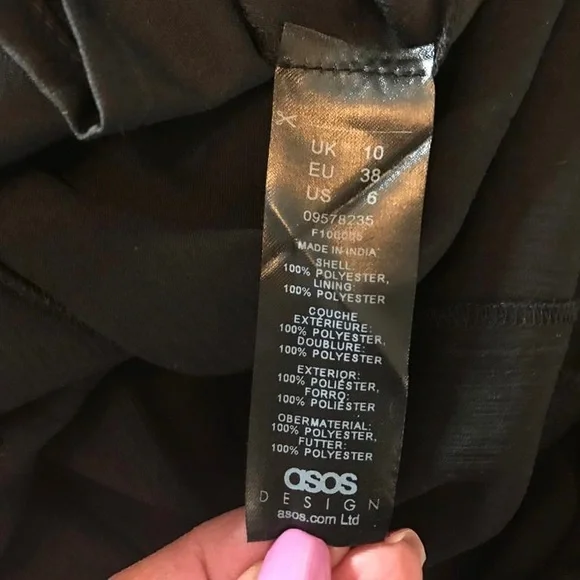 UK 10
EU 38
US 6
09578235
MADE IN INDIA
SHELL:
100% POLYESTER,
LINING:
100% POLYESTER
COUCHE
EXTÉRIEURE:
100% POLYESTER,
DOUBLURE:
100% POLYESTER
EXTERIOR:
100% POLIÉSTER,
FORRO:
100% POLIÉSTER
OBERMATERIAL:
100% POLYESTER,
FUTTER:
100% POLYESTER
asos
DESIGN
asos.com Ltd